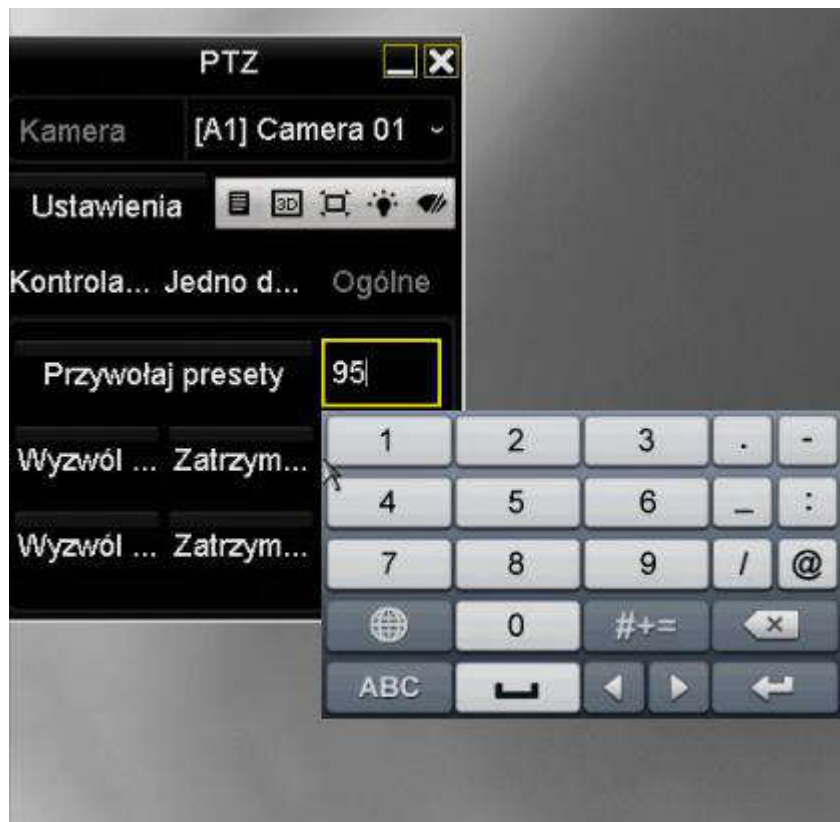 PTZ
Kamera [A1] Camera 01
Ustawienia 3D
Kontrola... Jedno d... Ogólne
Przywołaj presety 95
Wyzwól ... Zatrzym...
Wyzwól ... Zatrzym...
1 2 3 . -
4 5 6 _ :
7 8 9 / @
0 #+=
ABC